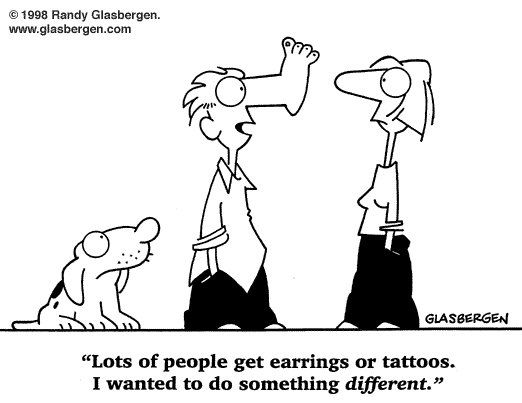 © 1998 Randy Glasbergen.
www.glasbergen.com
GLASBERGEN
“Lots of people get earrings or tattoos.
I wanted to do something different.”